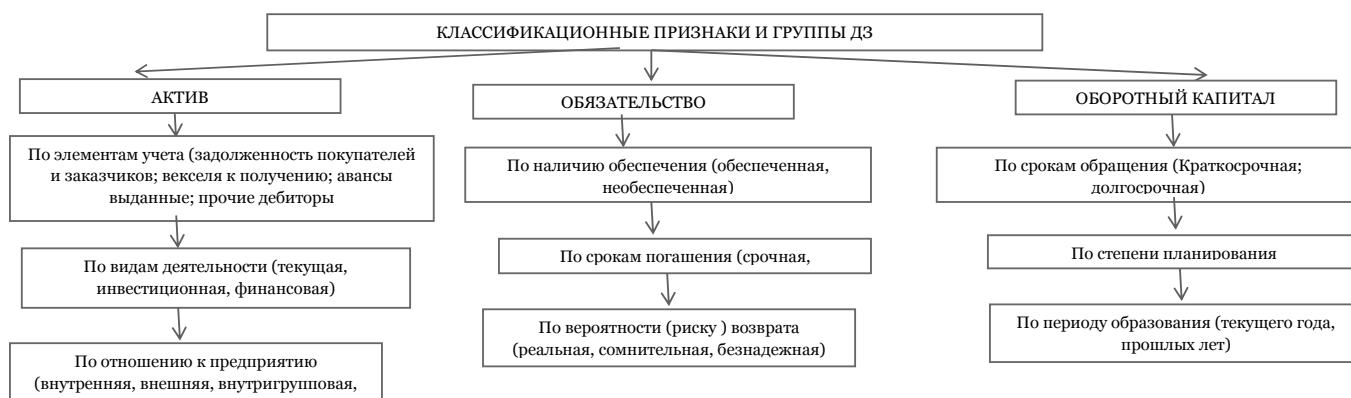 КЛАССИФИКАЦИОННЫЕ ПРИЗНАКИ И ГРУППЫ ДЗ
АКТИВ
По элементам учета (задолженность покупателей
и заказчиков; векселя к получению; авансы
выданные; прочие дебиторы
По видам деятельности (текущая,
инвестиционная, финансовая)
По отношению к предприятию
(внутренняя, внешняя, внутригрупповая,
ОБЯЗАТЕЛЬСТВО
По наличию обеспечения (обеспеченная,
необеспеченная)
По срокам погашения (срочная,
По вероятности (риску ) возврата
(реальная, сомнительная, безнадежная)
ОБОРОТНЫЙ КАПИТАЛ
По срокам обращения (Краткосрочная;
долгосрочная)
По степени планирования
По периоду образования (текущего года,
прошлых лет)